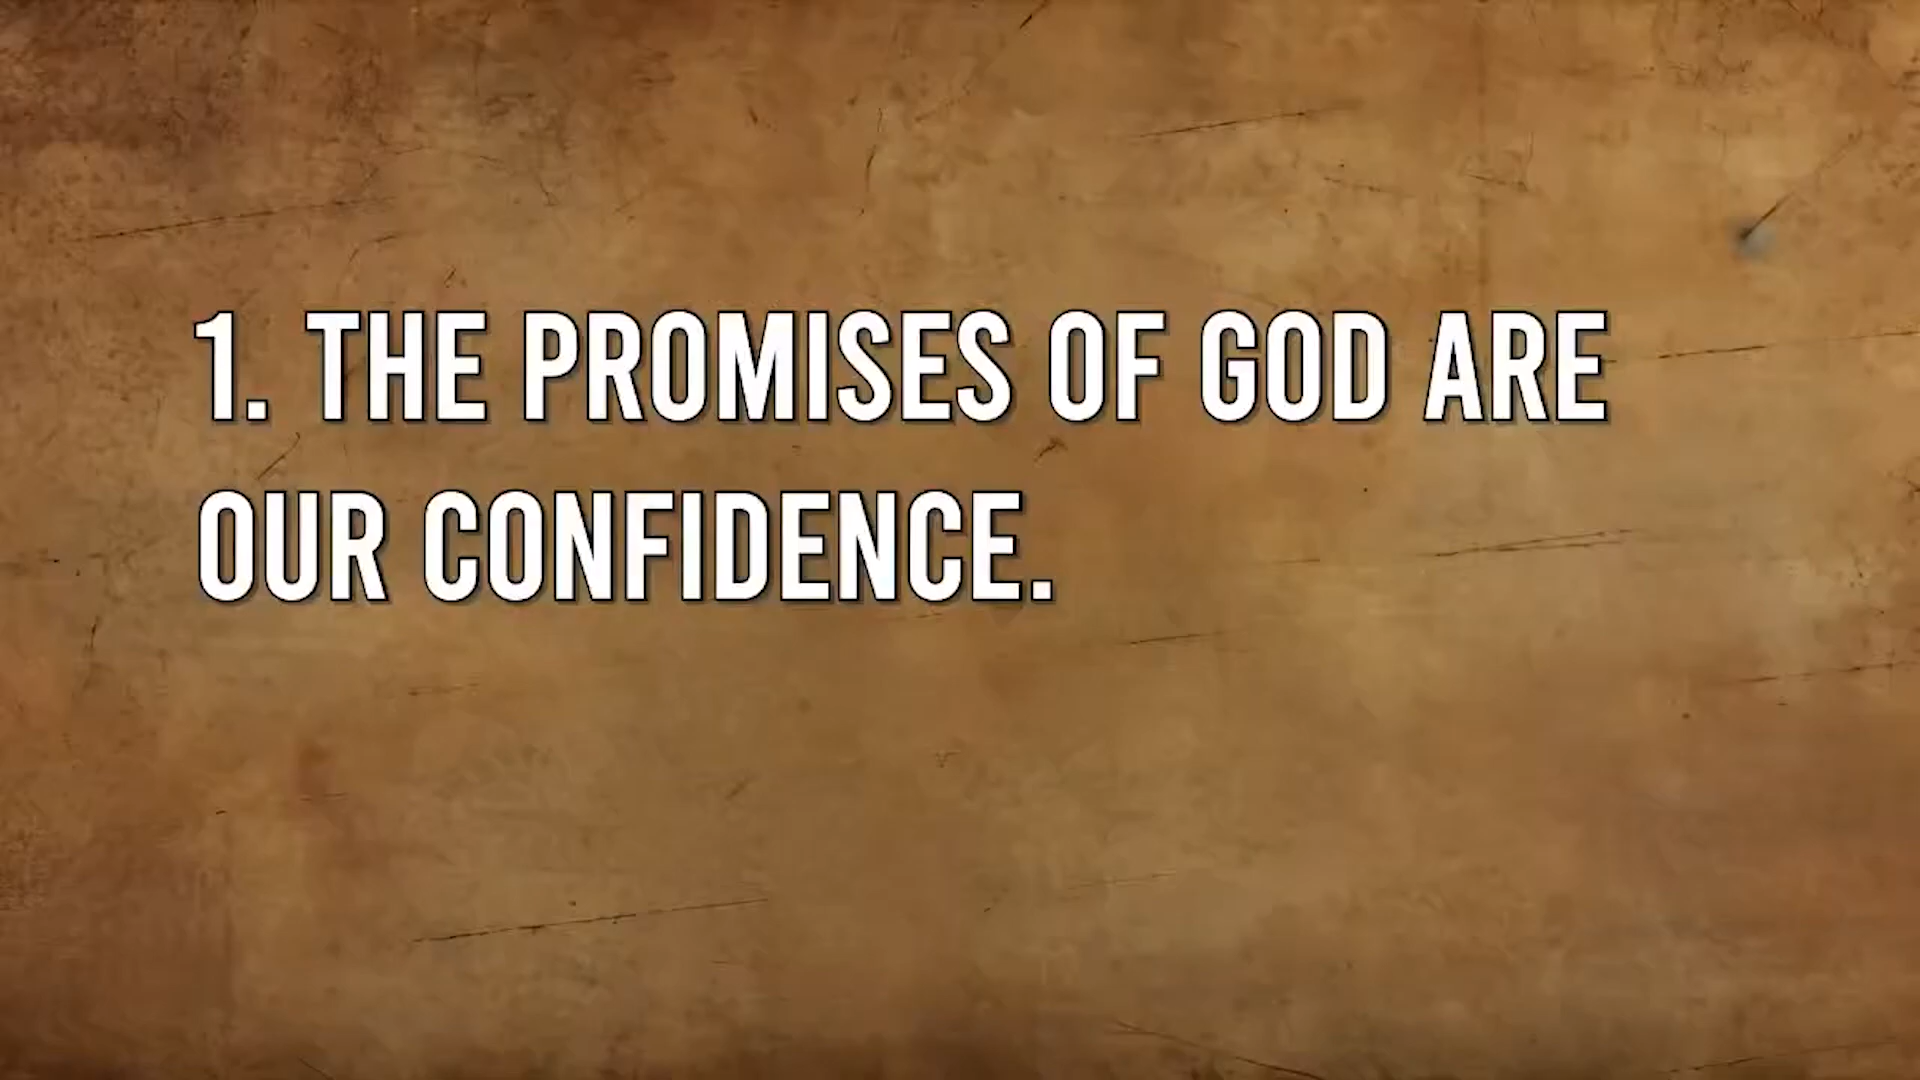 1. THE PROMISES OF GOD ARE
OUR CONFIDENCE.